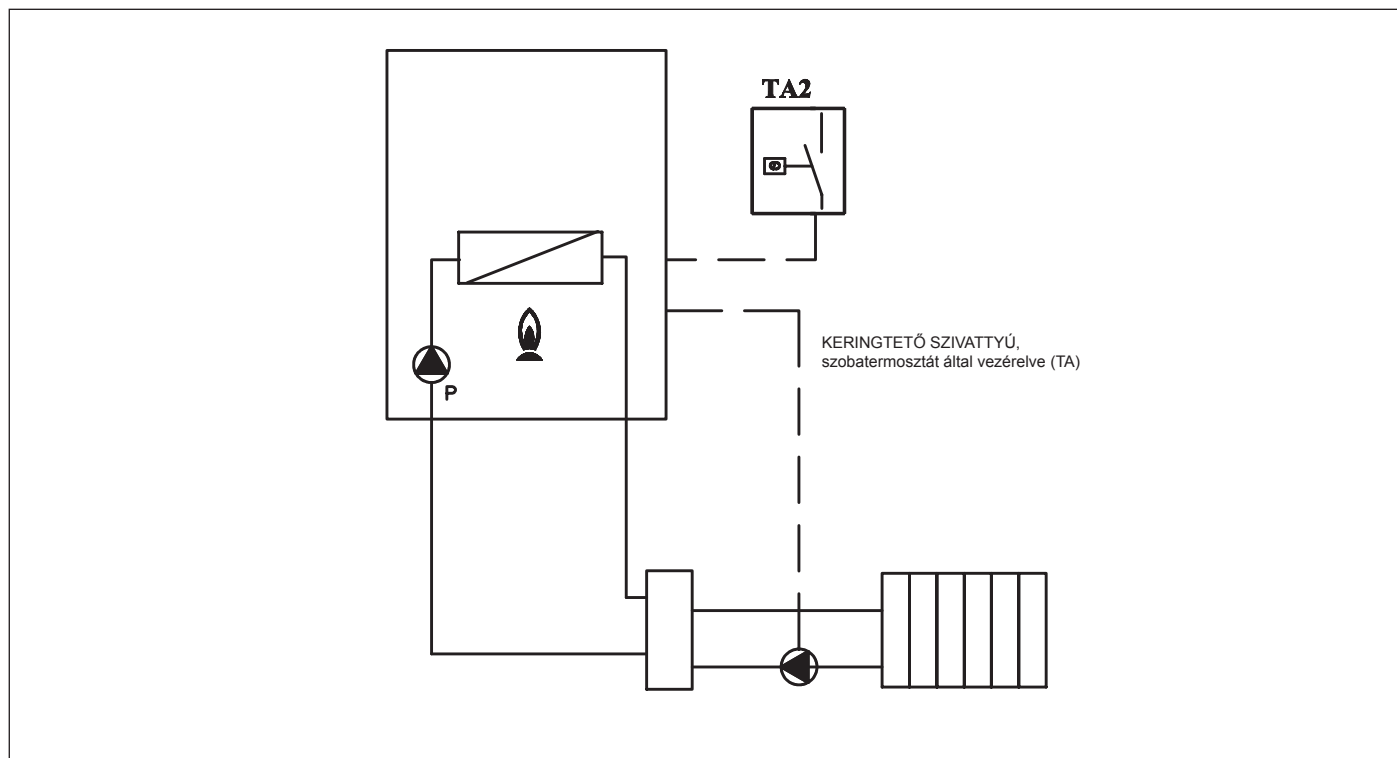 TA2
KERINGTETŐ SZIVATTYÚ,
szobatermosztát által vezérelve (TA)
P